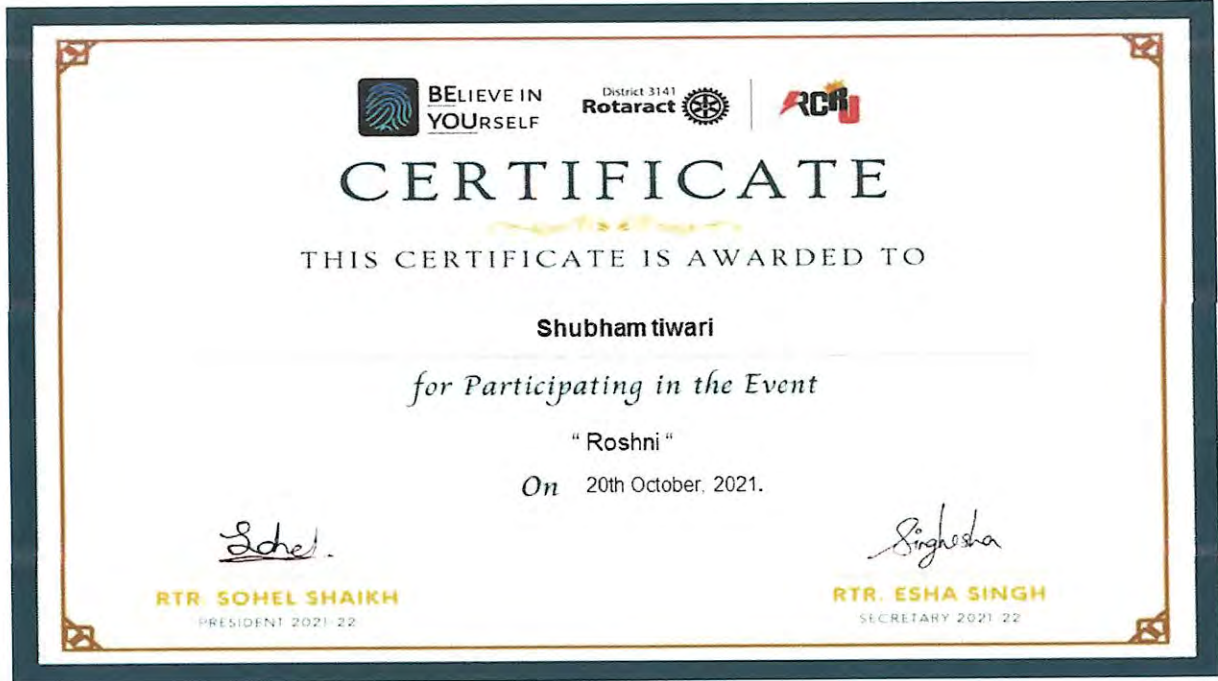 BELIEVE IN
YOURSELF
District 3141
Rotaract
RCRU
CERTIFICATE
THIS CERTIFICATE IS AWARDED TO
Shubham tiwari
for Participating in the Event
“ Roshni “
On 20th October, 2021.
Sohel.
Singhesha
RTR. SOHEL SHAIKH
PRESIDENT 2021-22
RTR. ESHA SINGH
SECRETARY 2021-22